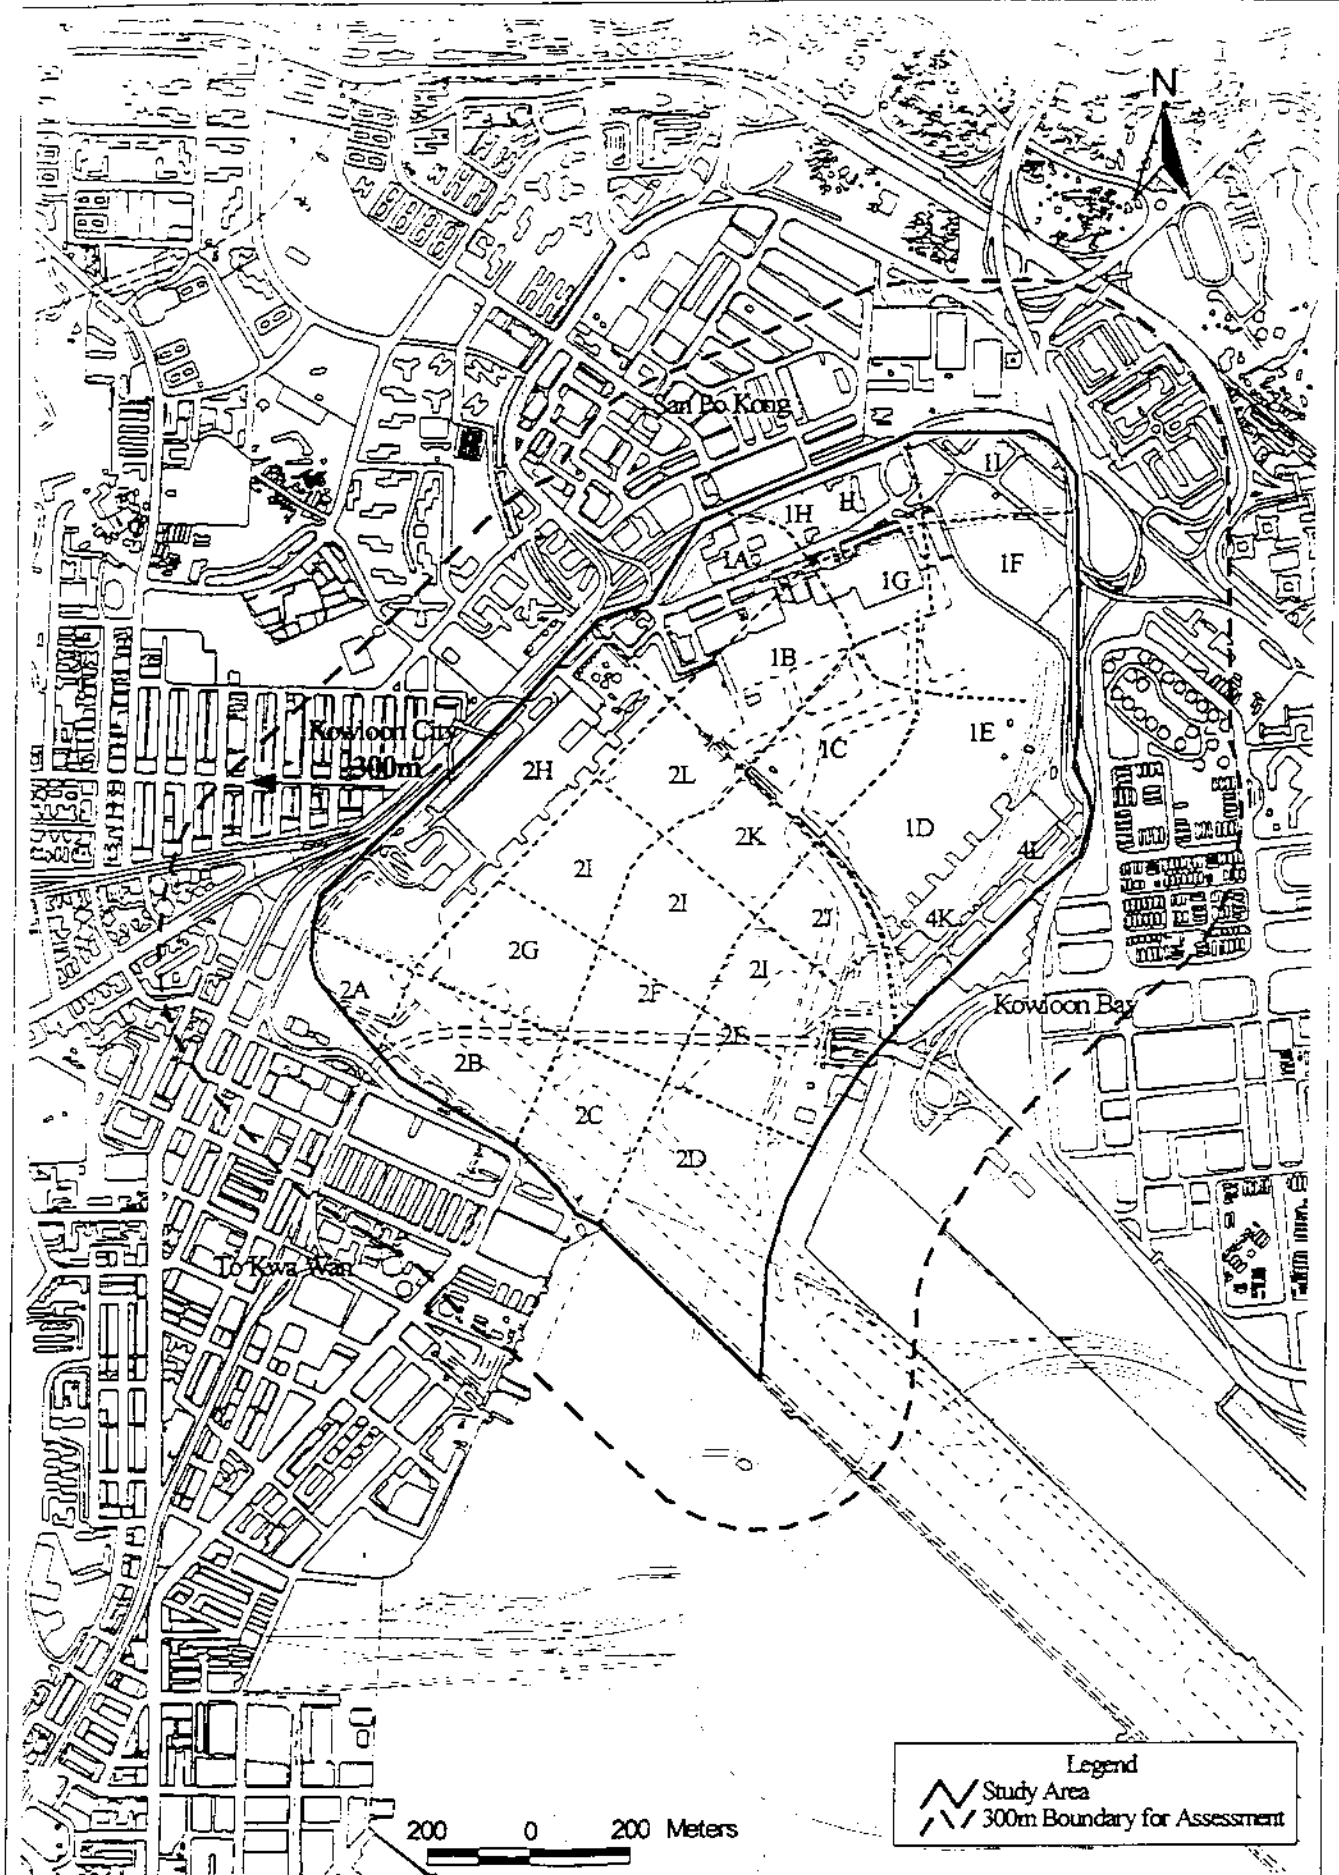 N
San Po Kong
1I
1H
H
1A
1F
1G
1B
Kowloon City
300m
1C
1E
2H
2L
2K
1D
4L
2I
2I
2J
4K
2G
2I
2F
2A
Kowloon Bay
2E
2B
2C
2D
To Kwa Wan
Legend
Study Area
300m Boundary for Assessment
200 0 200 Meters